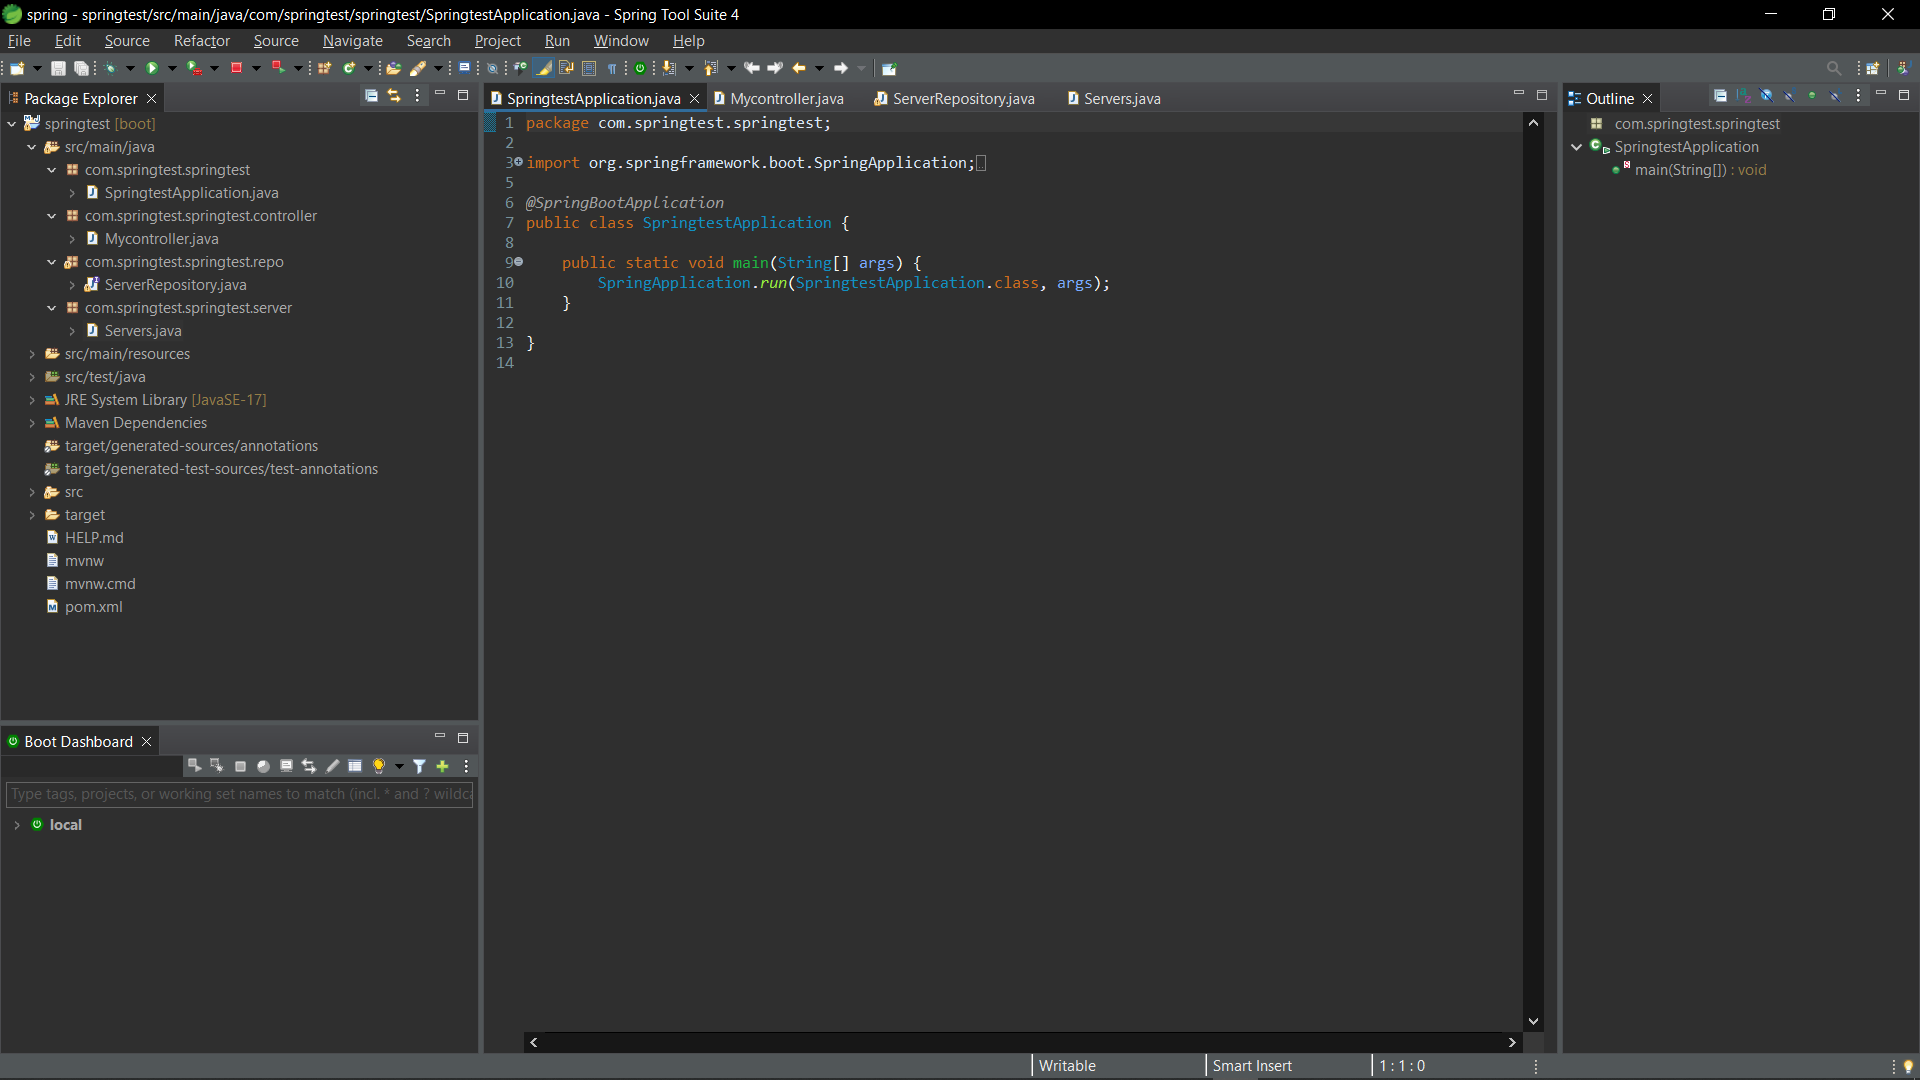 spring - springtest/src/main/java/com/springtest/springtest/SpringtestApplication.java - Spring Tool Suite 4
File Edit Source Refactor Source Navigate Search Project Run Window Help
Package Explorer
springtest [boot]
src/main/java
com.springtest.springtest
SpringtestApplication.java
com.springtest.springtest.controller
Mycontroller.java
com.springtest.springtest.repo
ServerRepository.java
com.springtest.springtest.server
Servers.java
src/main/resources
src/test/java
JRE System Library [JavaSE-17]
Maven Dependencies
target/generated-sources/annotations
target/generated-test-sources/test-annotations
src
target
HELP.md
mvnw
mvnw.cmd
pom.xml
Boot Dashboard
Type tags, projects, or working set names to match (incl. * and ? wildca
local
SpringtestApplication.java Mycontroller.java ServerRepository.java Servers.java
1 package com.springtest.springtest;
2
3 import org.springframework.boot.SpringApplication;
5
6 @SpringBootApplication
7 public class SpringtestApplication {
8
9 public static void main(String[] args) {
10 SpringApplication.run(SpringtestApplication.class, args);
11 }
12
13 }
14
Outline
com.springtest.springtest
SpringtestApplication
main(String[]) : void
Writable Smart Insert 1 : 1 : 0